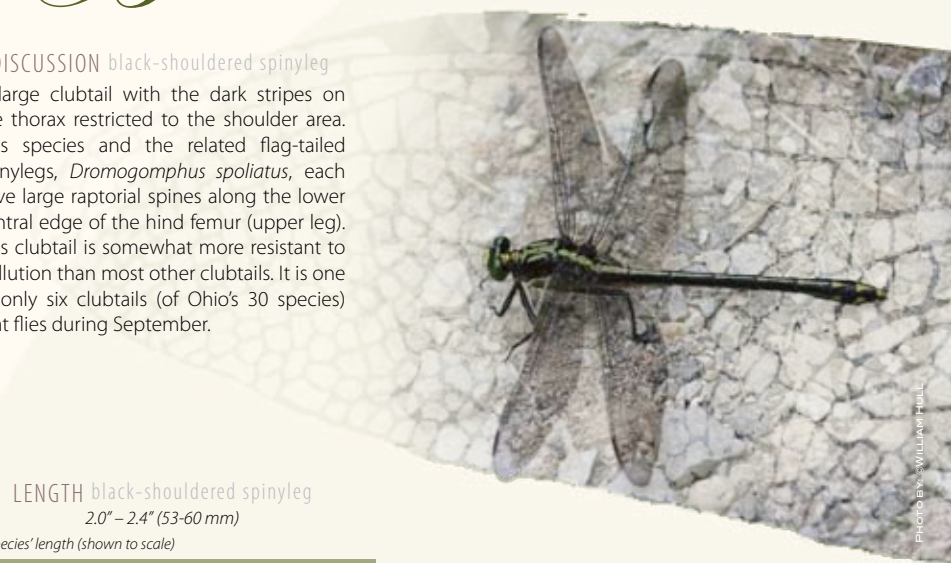 DISCUSSION black-shouldered spinyleg
large clubtail with the dark stripes on
e thorax restricted to the shoulder area.
s species and the related flag-tailed
nylegs, Dromogomphus spoliatus, each
ve large raptorial spines along the lower
ntral edge of the hind femur (upper leg).
s clubtail is somewhat more resistant to
llution than most other clubtails. It is one
only six clubtails (of Ohio's 30 species)
at flies during September.
LENGTH black-shouldered spinyleg
2.0" – 2.4" (53-60 mm)
ecies' length (shown to scale)
PHOTO BY: ©WILLIAM HULL